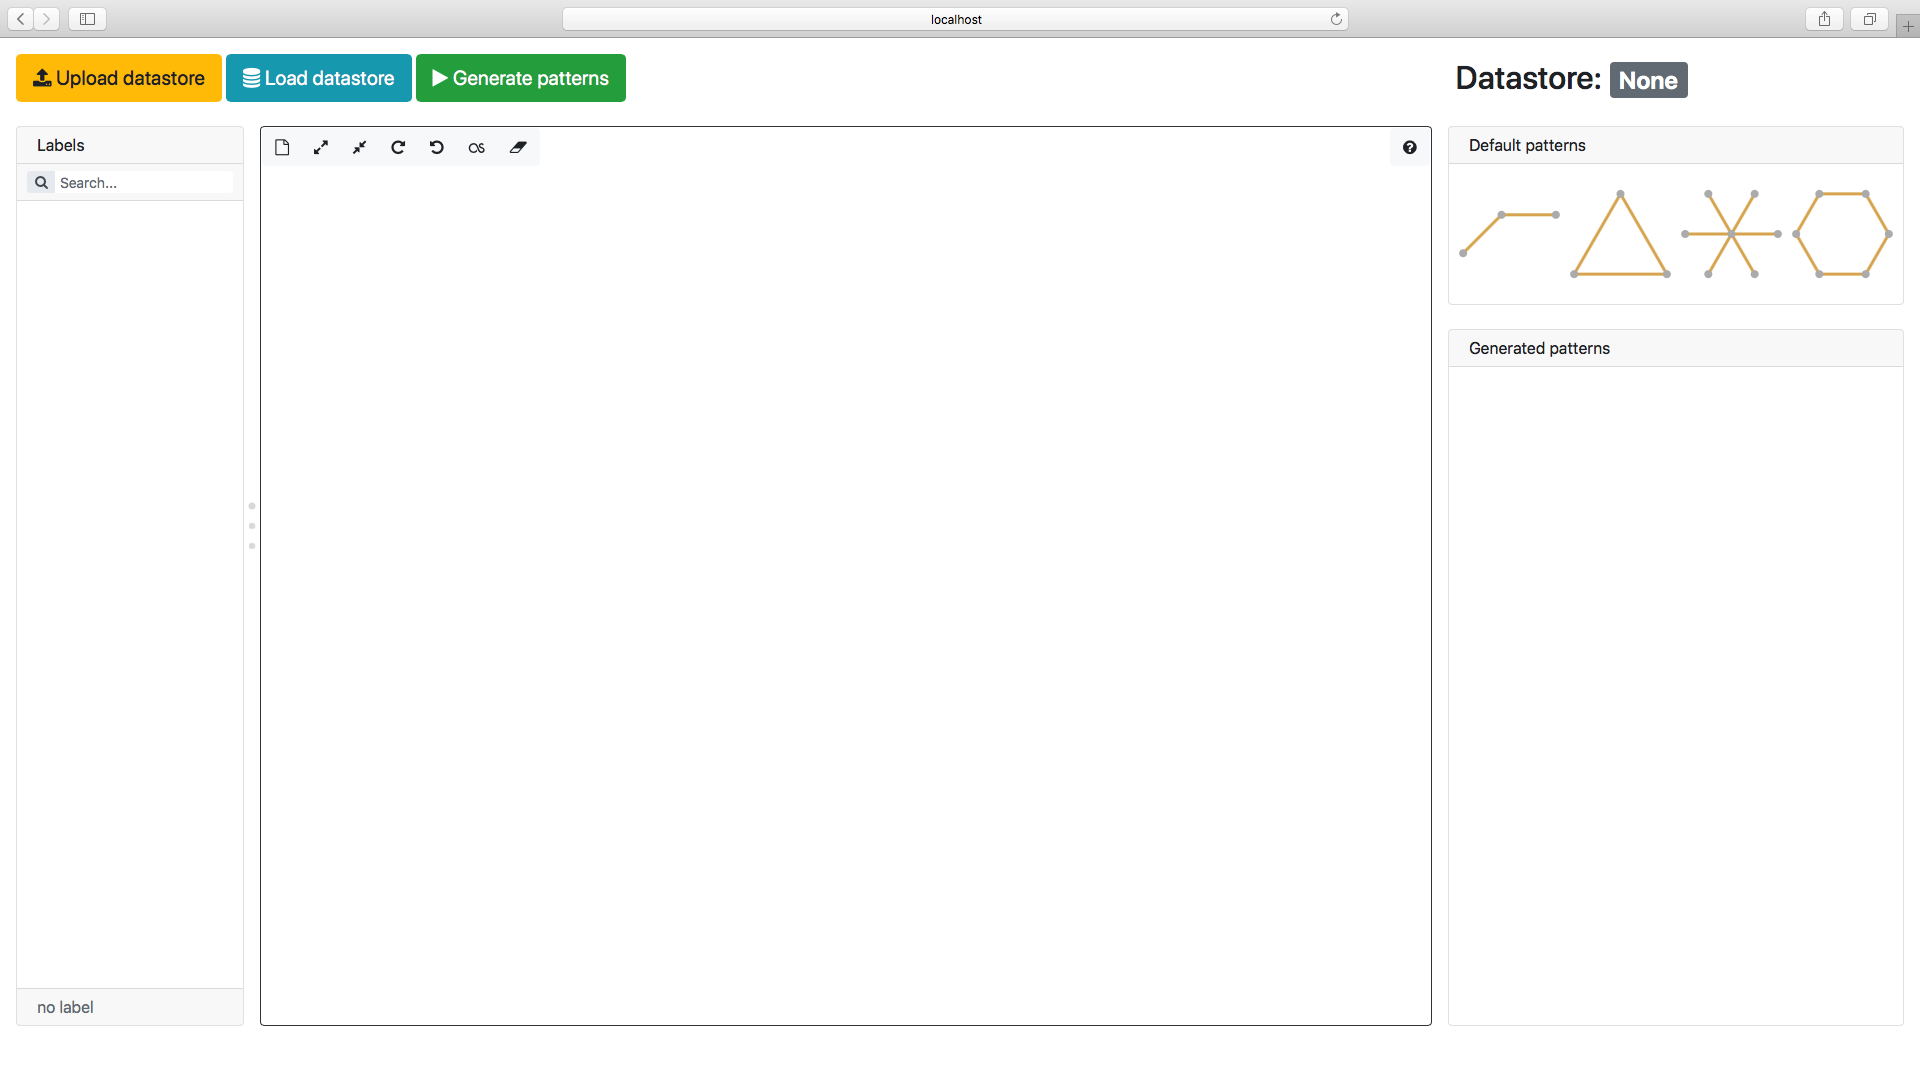 localhost
Upload datastore
Load datastore
Generate patterns
Datastore: None
Labels
Search...
no label
Default patterns
Generated patterns